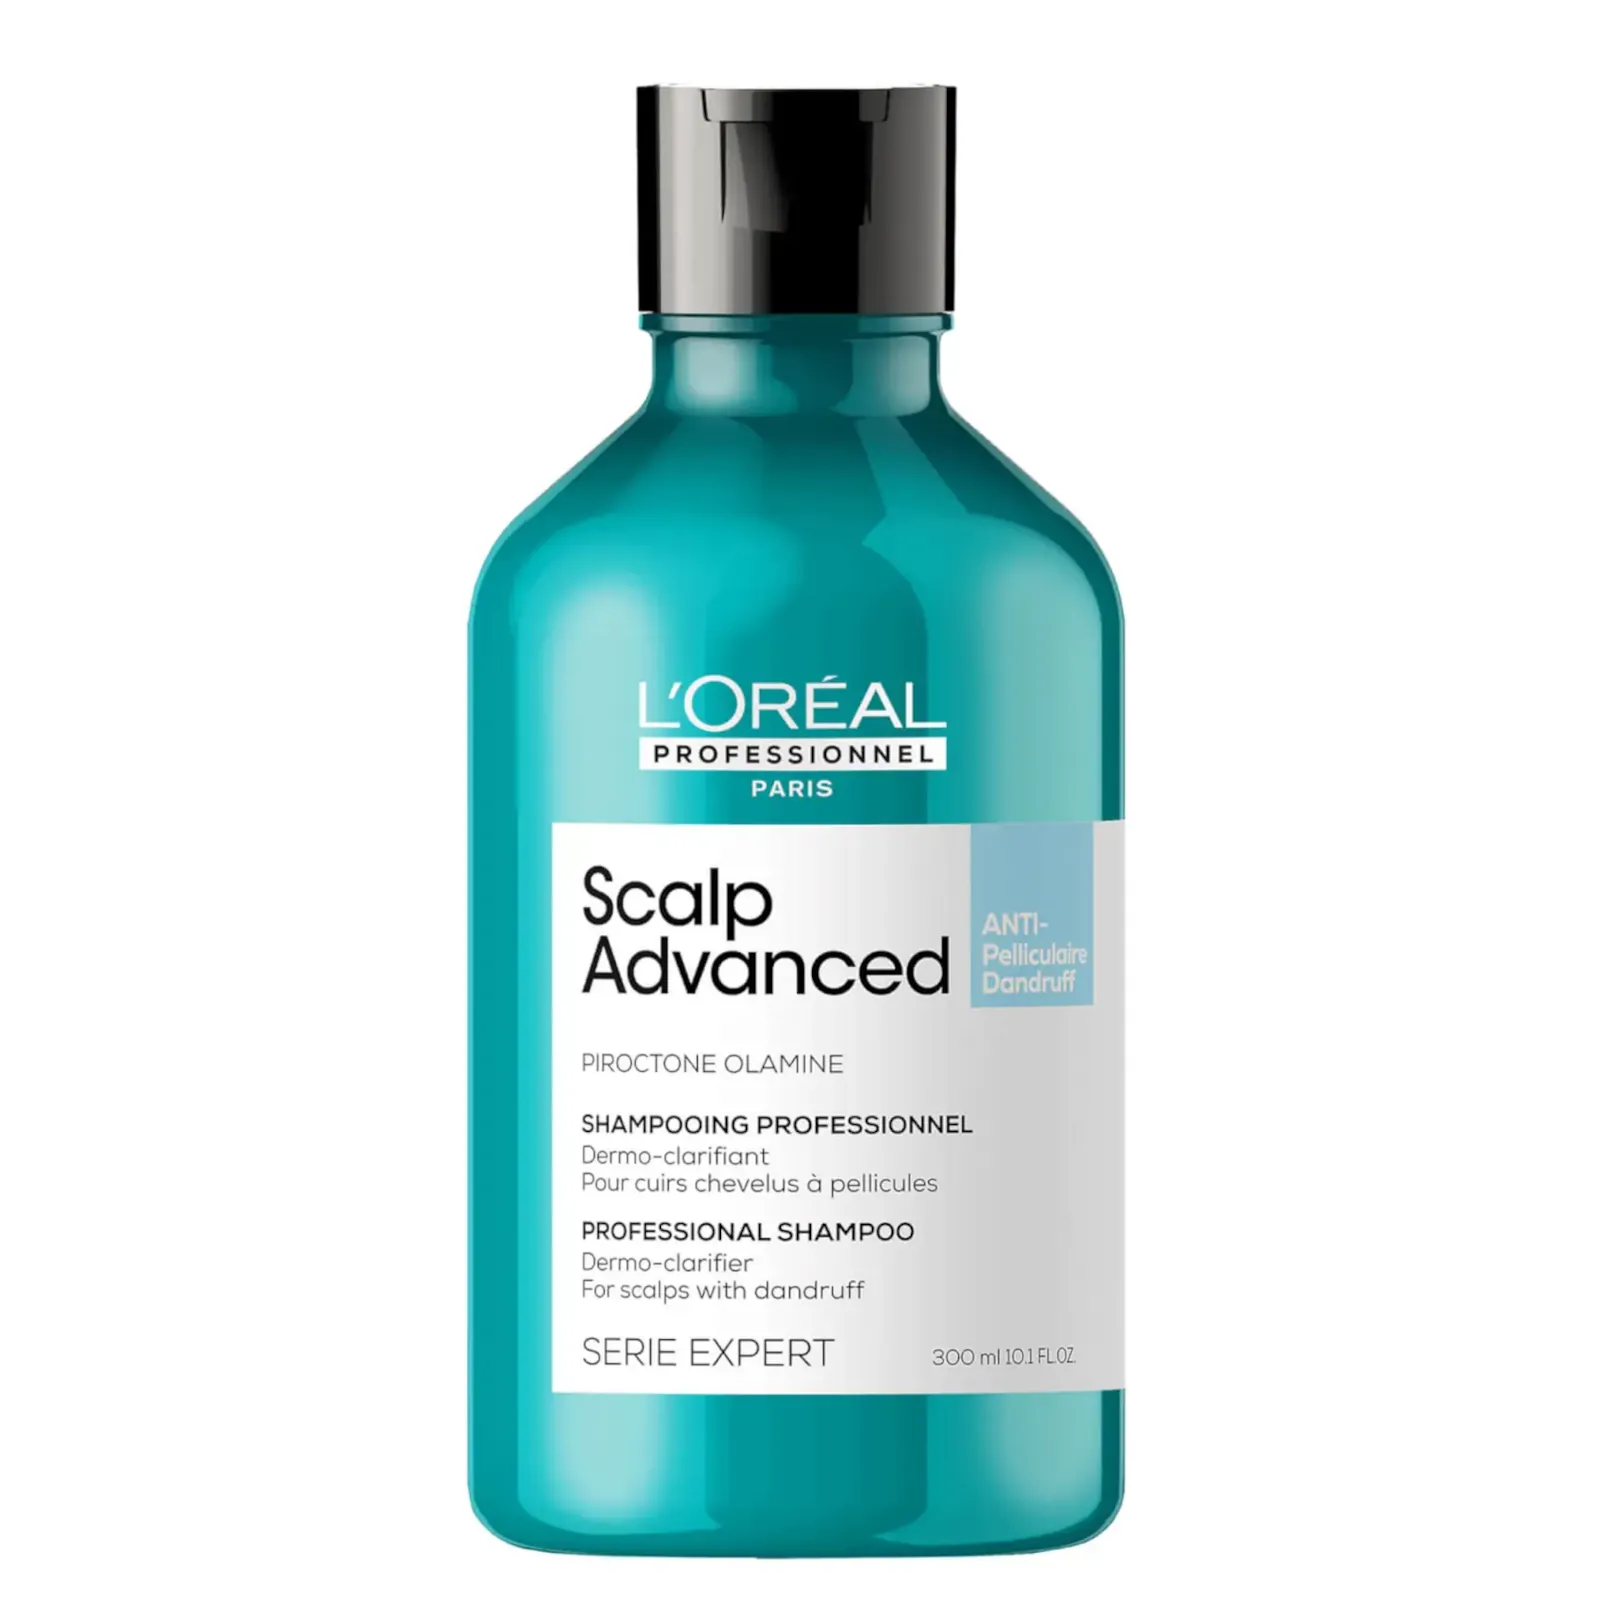 L'ORÉAL
PROFESSIONNEL
PARIS
Scalp
Advanced
ANTI-
Pelliculaire
Dandruff
PIROCTONE OLAMINE
SHAMPOOING PROFESSIONNEL
Dermo-clarifiant
Pour cuirs chevelus à pellicules
PROFESSIONAL SHAMPOO
Dermo-clarifier
For scalps with dandruff
SERIE EXPERT
300 ml 10.1 FL.OZ.